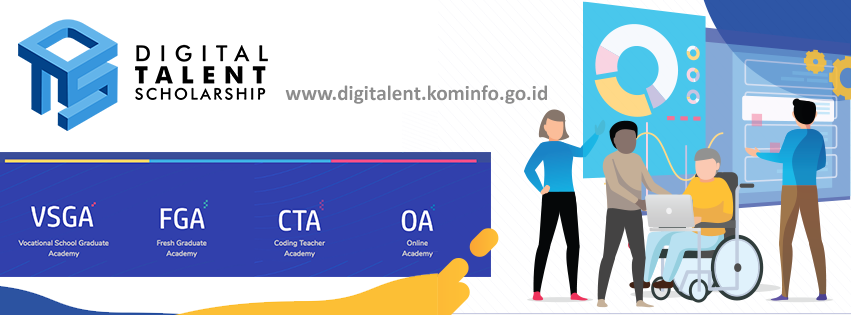 DIGITAL
TALENT
SCHOLARSHIP
www.digitalent.kominfo.go.id
VSGA
Vocational School Graduate
Academy
FGA
Fresh Graduate
Academy
CTA
Coding Teacher
Academy
OA
Online
Academy